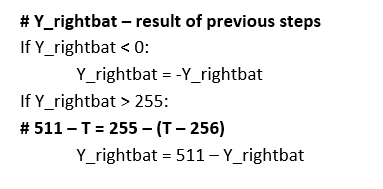 # Y_rightbat – result of previous steps
If Y_rightbat < 0:
Y_rightbat = -Y_rightbat
If Y_rightbat > 255:
# 511 – T = 255 – (T – 256)
Y_rightbat = 511 – Y_rightbat